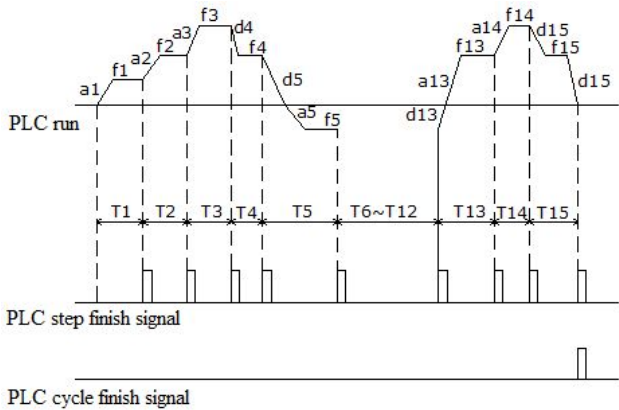 f3
f14
a3
d4
a14
d15
a2
f2
f4
f13
f15
f1
a1
d5
a13
d15
a5
f5
d13
PLC run
T1 T2 T3 T4 T5 T6~T12 T13 T14 T15
PLC step finish signal
PLC cycle finish signal